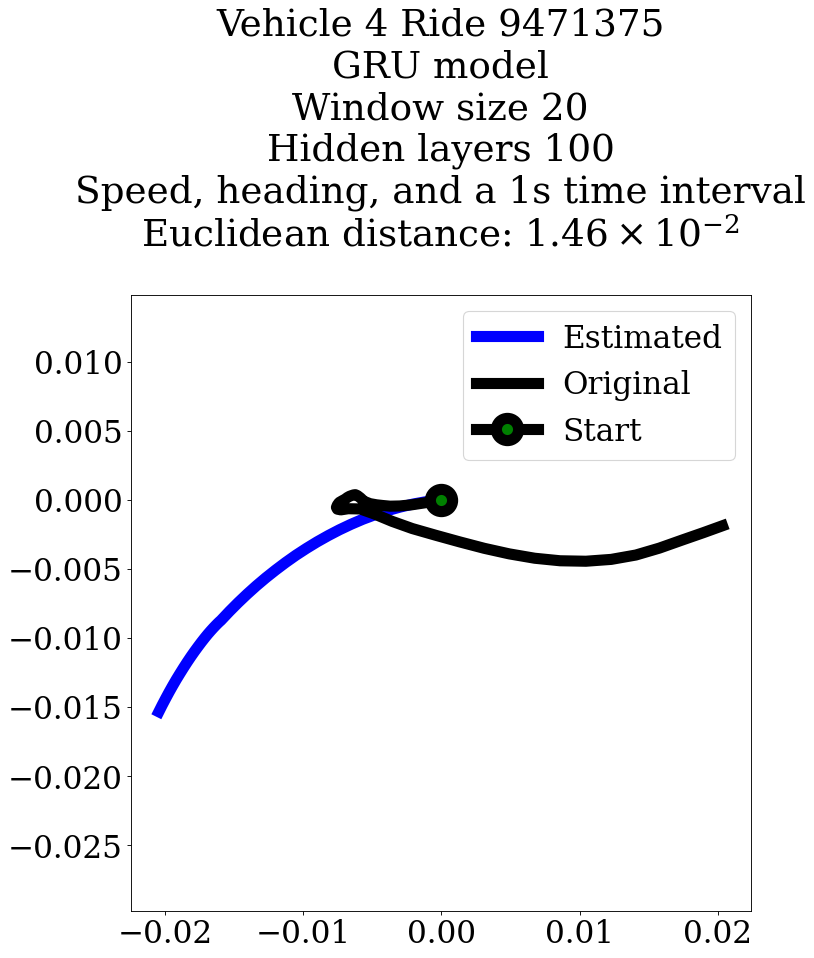 Vehicle 4 Ride 9471375
GRU model
Window size 20
Hidden layers 100
Speed, heading, and a 1s time interval
Euclidean distance: 1.46 × 10⁻²
Estimated
Original
Start
0.010
0.005
0.000
−0.005
−0.010
−0.015
−0.020
−0.025
−0.02 −0.01 0.00 0.01 0.02